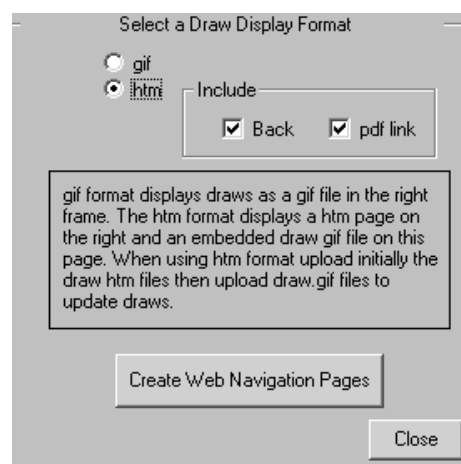 Select a Draw Display Format
gif
htm
Include
Back
pdf link
gif format displays draws as a gif file in the right
frame. The htm format displays a htm page on
the right and an embedded draw gif file on this
page. When using htm format upload initially the
draw htm files then upload draw.gif files to
update draws.
Create Web Navigation Pages
Close